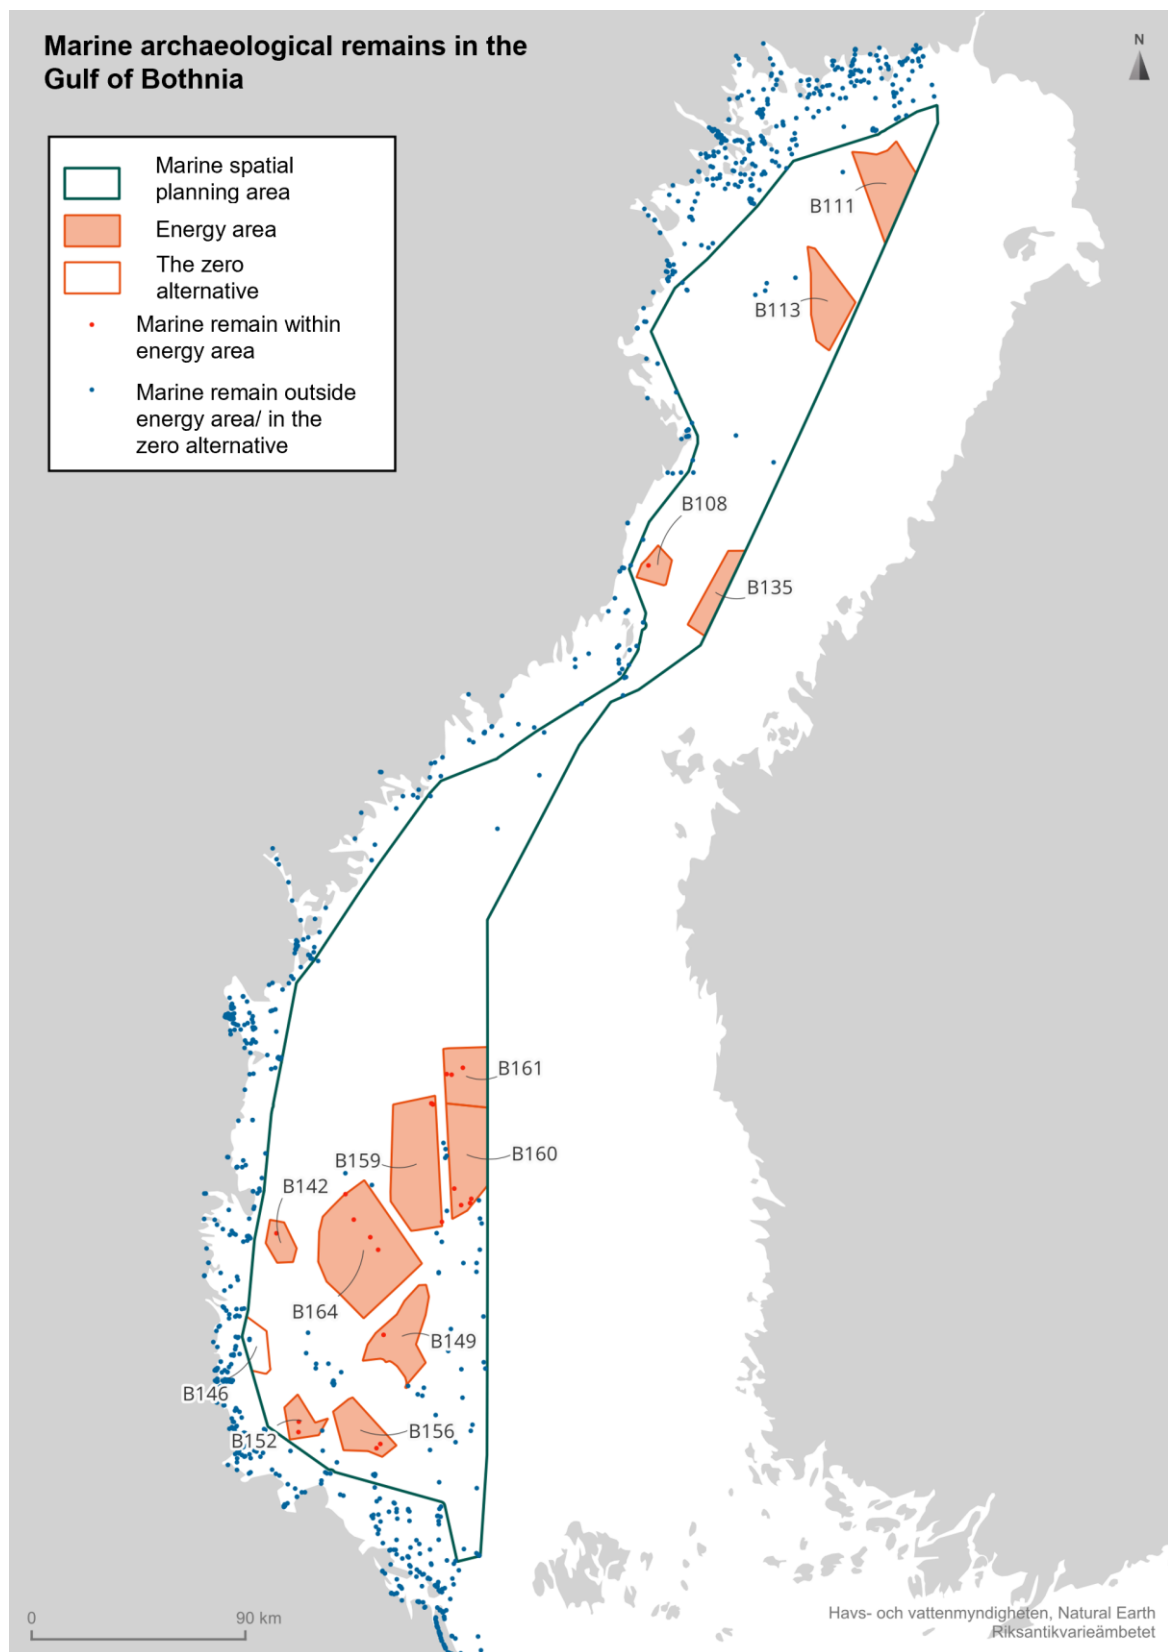 Marine archaeological remains in the
Gulf of Bothnia
N
Marine spatial
planning area
Energy area
The zero
alternative
Marine remain within
energy area
Marine remain outside
energy area/ in the
zero alternative
B111
B113
B108
B135
B161
B159
B160
B142
B164
B149
B146
B152
B156
0
90 km
Havs- och vattenmyndigheten, Natural Earth
Riksantikvarieämbetet